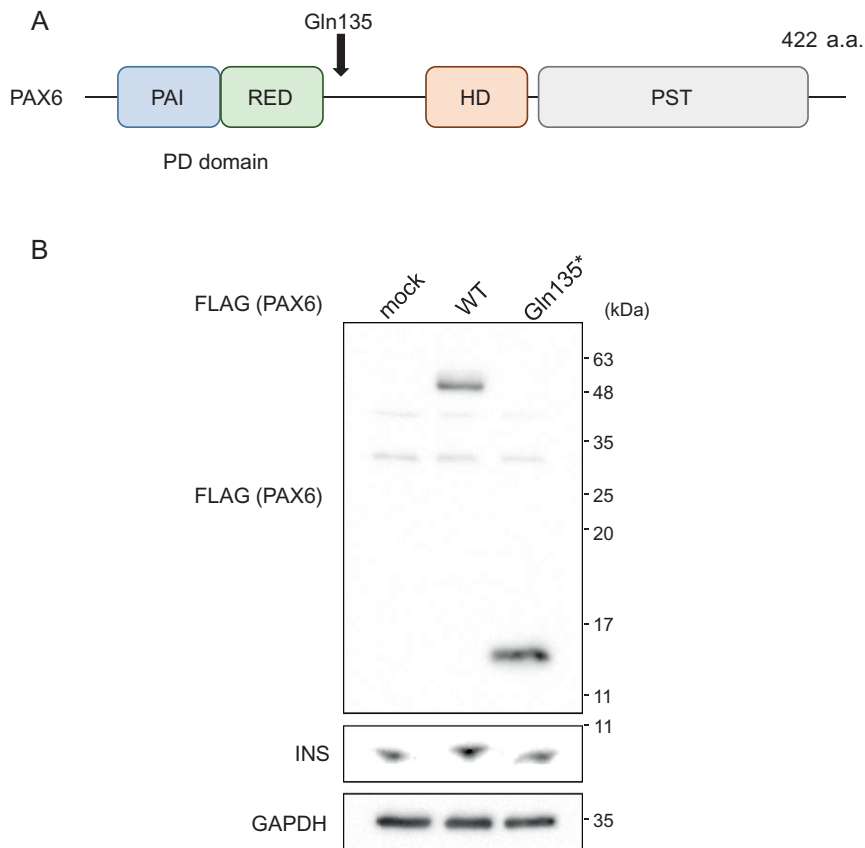 A
Gln135
422 a.a.
PAX6
PAI
RED
HD
PST
PD domain
B
FLAG (PAX6)
mock
WT
Gln135*
(kDa)
63
48
35
FLAG (PAX6)
25
20
17
11
11
INS
GAPDH
35